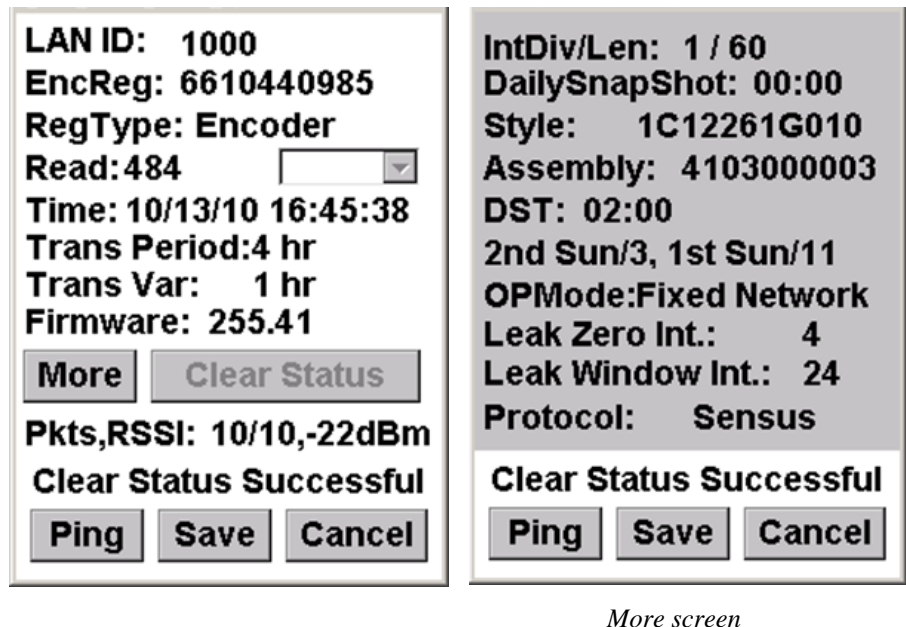 LAN ID: 1000
EncReg: 6610440985
RegType: Encoder
Read:484
Time: 10/13/10 16:45:38
Trans Period:4 hr
Trans Var: 1 hr
Firmware: 255.41
More Clear Status
Pkts,RSSI: 10/10,-22dBm
Clear Status Successful
Ping Save Cancel
IntDiv/Len: 1 / 60
DailySnapShot: 00:00
Style: 1C12261G010
Assembly: 4103000003
DST: 02:00
2nd Sun/3, 1st Sun/11
OPMode:Fixed Network
Leak Zero Int.: 4
Leak Window Int.: 24
Protocol: Sensus
Clear Status Successful
Ping Save Cancel
More screen